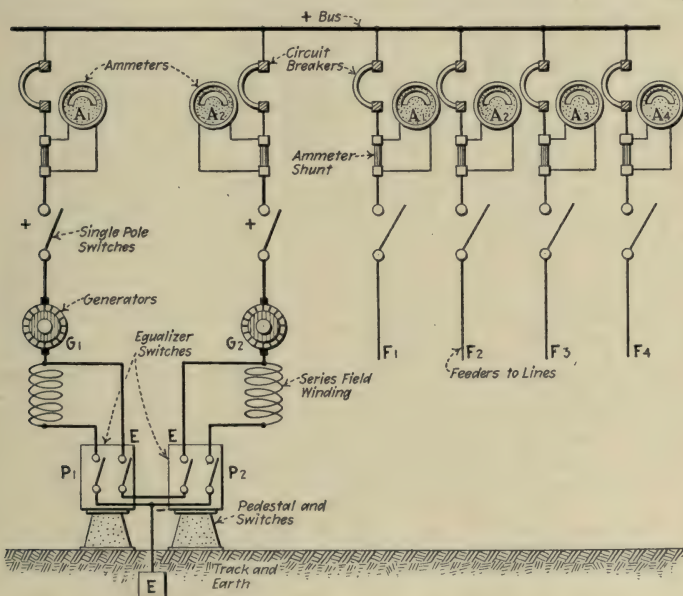 + Bus
Ammeters
Circuit
Breakers
A1
A2
A1
A2
A3
A4
Ammeter
Shunt
+
+
Single Pole
Switches
Generators
G1
G2
Equalizer
Switches
F1
F2
F3
F4
Feeders to Lines
Series Field
Winding
E
E
P1
P2
-
Pedestal and
Switches
Track and
Earth
E